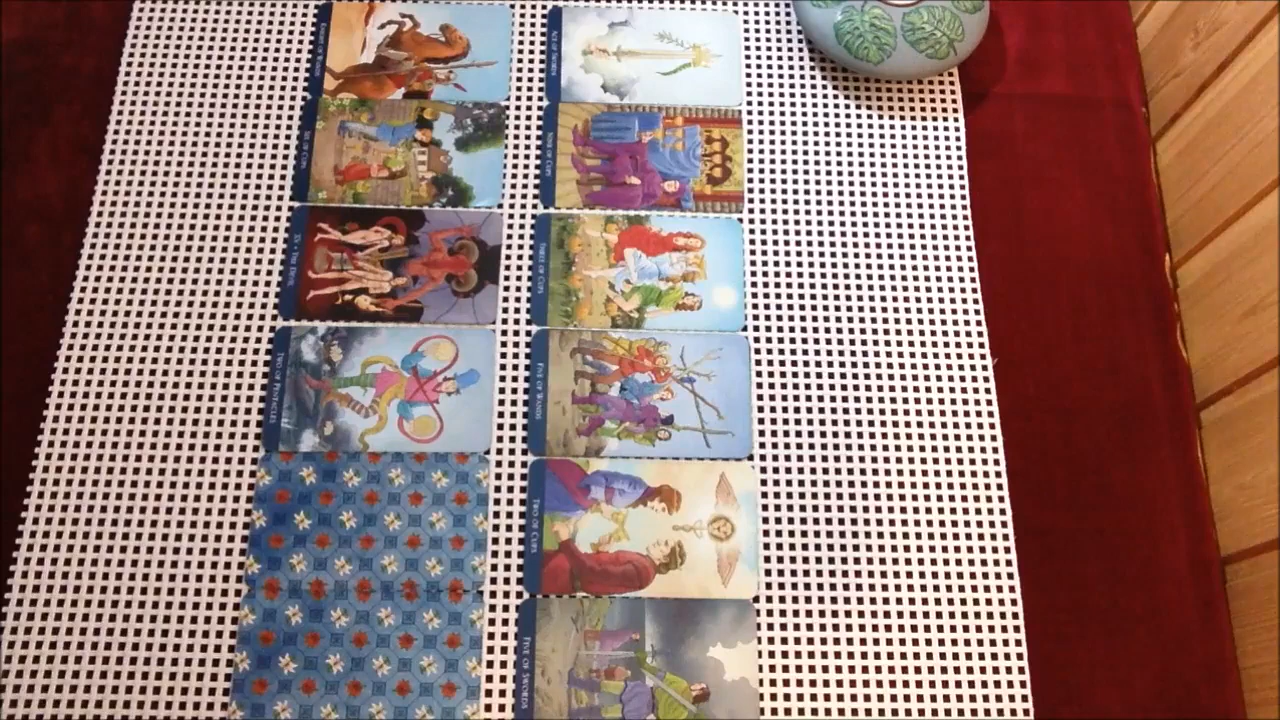 KNIGHT OF WANDS
ACE OF SWORDS
SIX OF CUPS
NINE OF CUPS
XV • THE DEVIL
THREE OF CUPS
TWO OF PENTACLES
FIVE OF WANDS
TWO OF CUPS
FIVE OF SWORDS